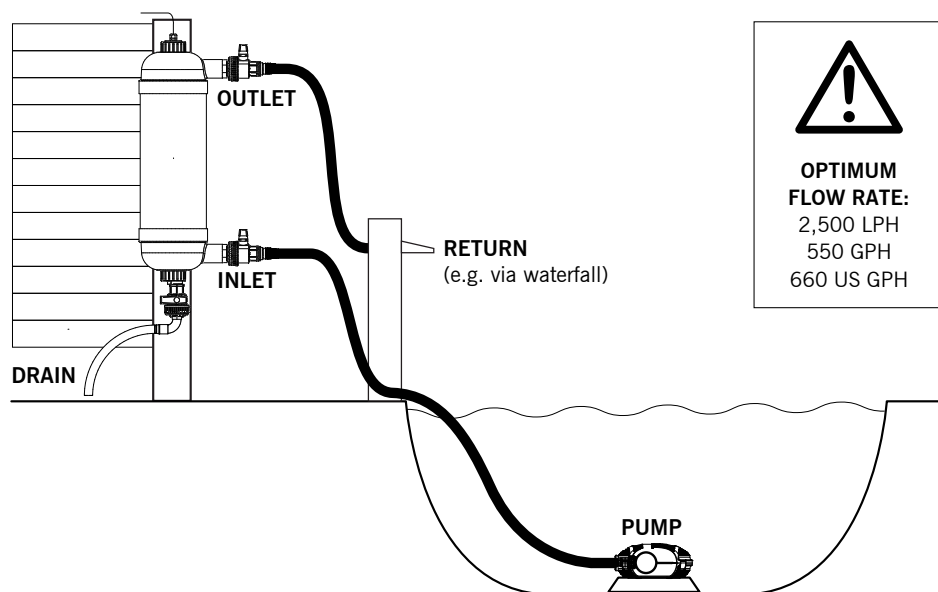 OUTLET
INLET
DRAIN
RETURN
(e.g. via waterfall)
PUMP
OPTIMUM
FLOW RATE:
2,500 LPH
550 GPH
660 US GPH